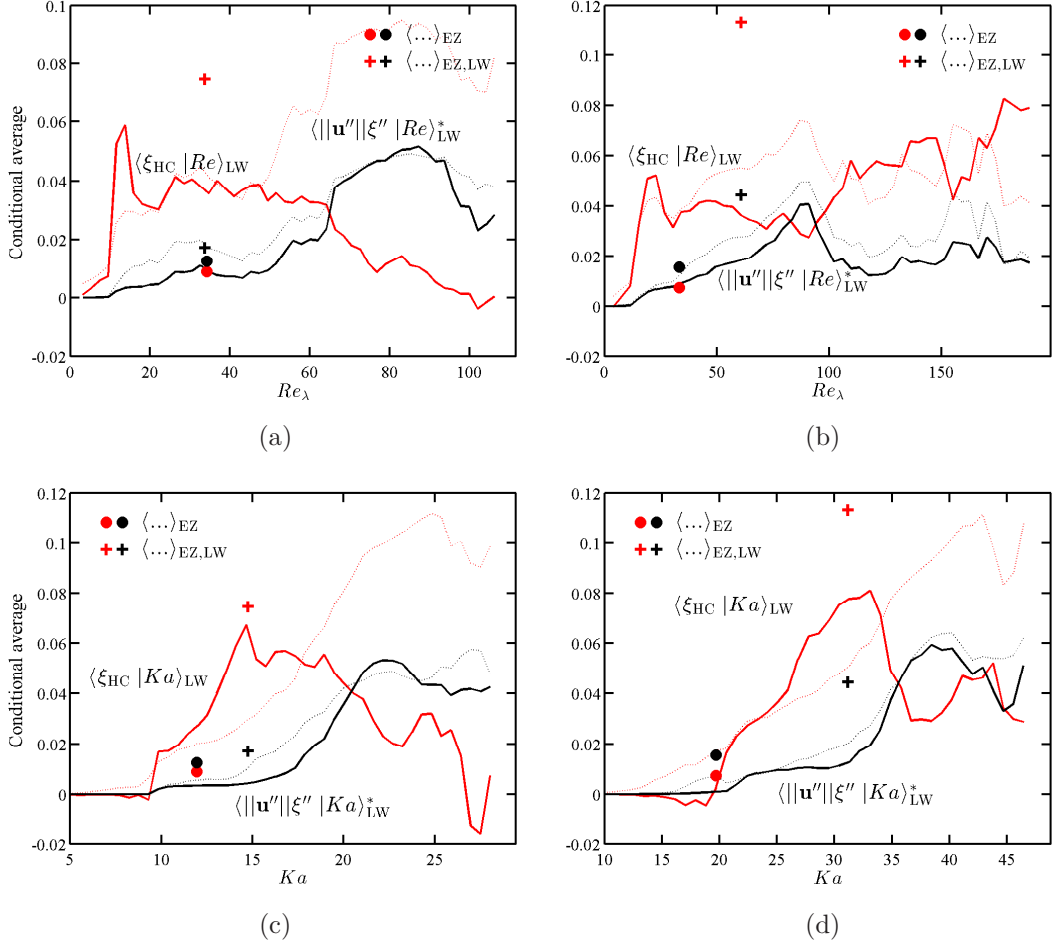 0.1
0.08
0.06
0.04
0.02
0
-0.02
Conditional average
⟨...⟩EZ
⟨...⟩EZ,LW
⟨||u″||ξ″ |Re⟩*LW
⟨ξHC |Re⟩LW
0 20 40 60 80 100
Reλ
(a)
0.12
0.1
0.08
0.06
0.04
0.02
0
-0.02
⟨...⟩EZ
⟨...⟩EZ,LW
⟨ξHC |Re⟩LW
⟨||u″||ξ″ |Re⟩*LW
0 50 100 150
Reλ
(b)
0.12
0.1
0.08
0.06
0.04
0.02
0
-0.02
Conditional average
⟨...⟩EZ
⟨...⟩EZ,LW
⟨ξHC |Ka⟩LW
⟨||u″||ξ″ |Ka⟩*LW
5 10 15 20 25
Ka
(c)
0.12
0.1
0.08
0.06
0.04
0.02
0
-0.02
⟨...⟩EZ
⟨...⟩EZ,LW
⟨ξHC |Ka⟩LW
⟨||u″||ξ″ |Ka⟩*LW
10 15 20 25 30 35 40 45
Ka
(d)